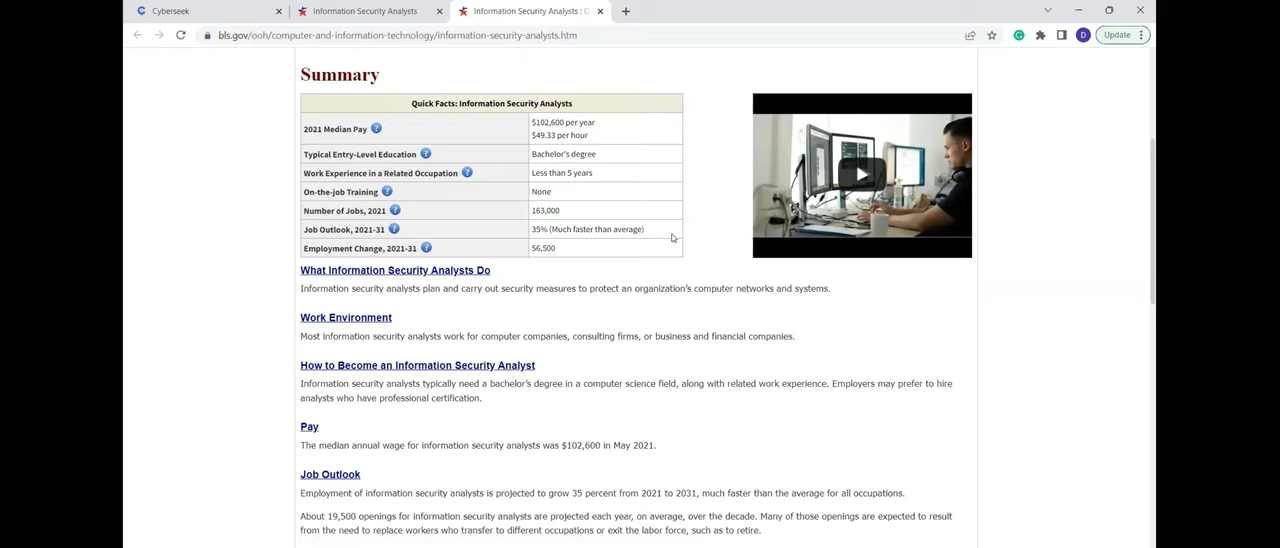 Cyberseek
Information Security Analysts
Information Security Analysts : O
bls.gov/ooh/computer-and-information-technology/information-security-analysts.htm
D
Update
Summary
Quick Facts: Information Security Analysts
2021 Median Pay ?
$102,600 per year
$49.33 per hour
Typical Entry-Level Education ? Bachelor's degree
Work Experience in a Related Occupation ? Less than 5 years
On-the-job Training ? None
Number of Jobs, 2021 ? 163,000
Job Outlook, 2021-31 ? 35% (Much faster than average)
Employment Change, 2021-31 ? 56,500
What Information Security Analysts Do
Information security analysts plan and carry out security measures to protect an organization's computer networks and systems.
Work Environment
Most information security analysts work for computer companies, consulting firms, or business and financial companies.
How to Become an Information Security Analyst
Information security analysts typically need a bachelor's degree in a computer science field, along with related work experience. Employers may prefer to hire
analysts who have professional certification.
Pay
The median annual wage for information security analysts was $102,600 in May 2021.
Job Outlook
Employment of information security analysts is projected to grow 35 percent from 2021 to 2031, much faster than the average for all occupations.
About 19,500 openings for information security analysts are projected each year, on average, over the decade. Many of those openings are expected to result
from the need to replace workers who transfer to different occupations or exit the labor force, such as to retire.